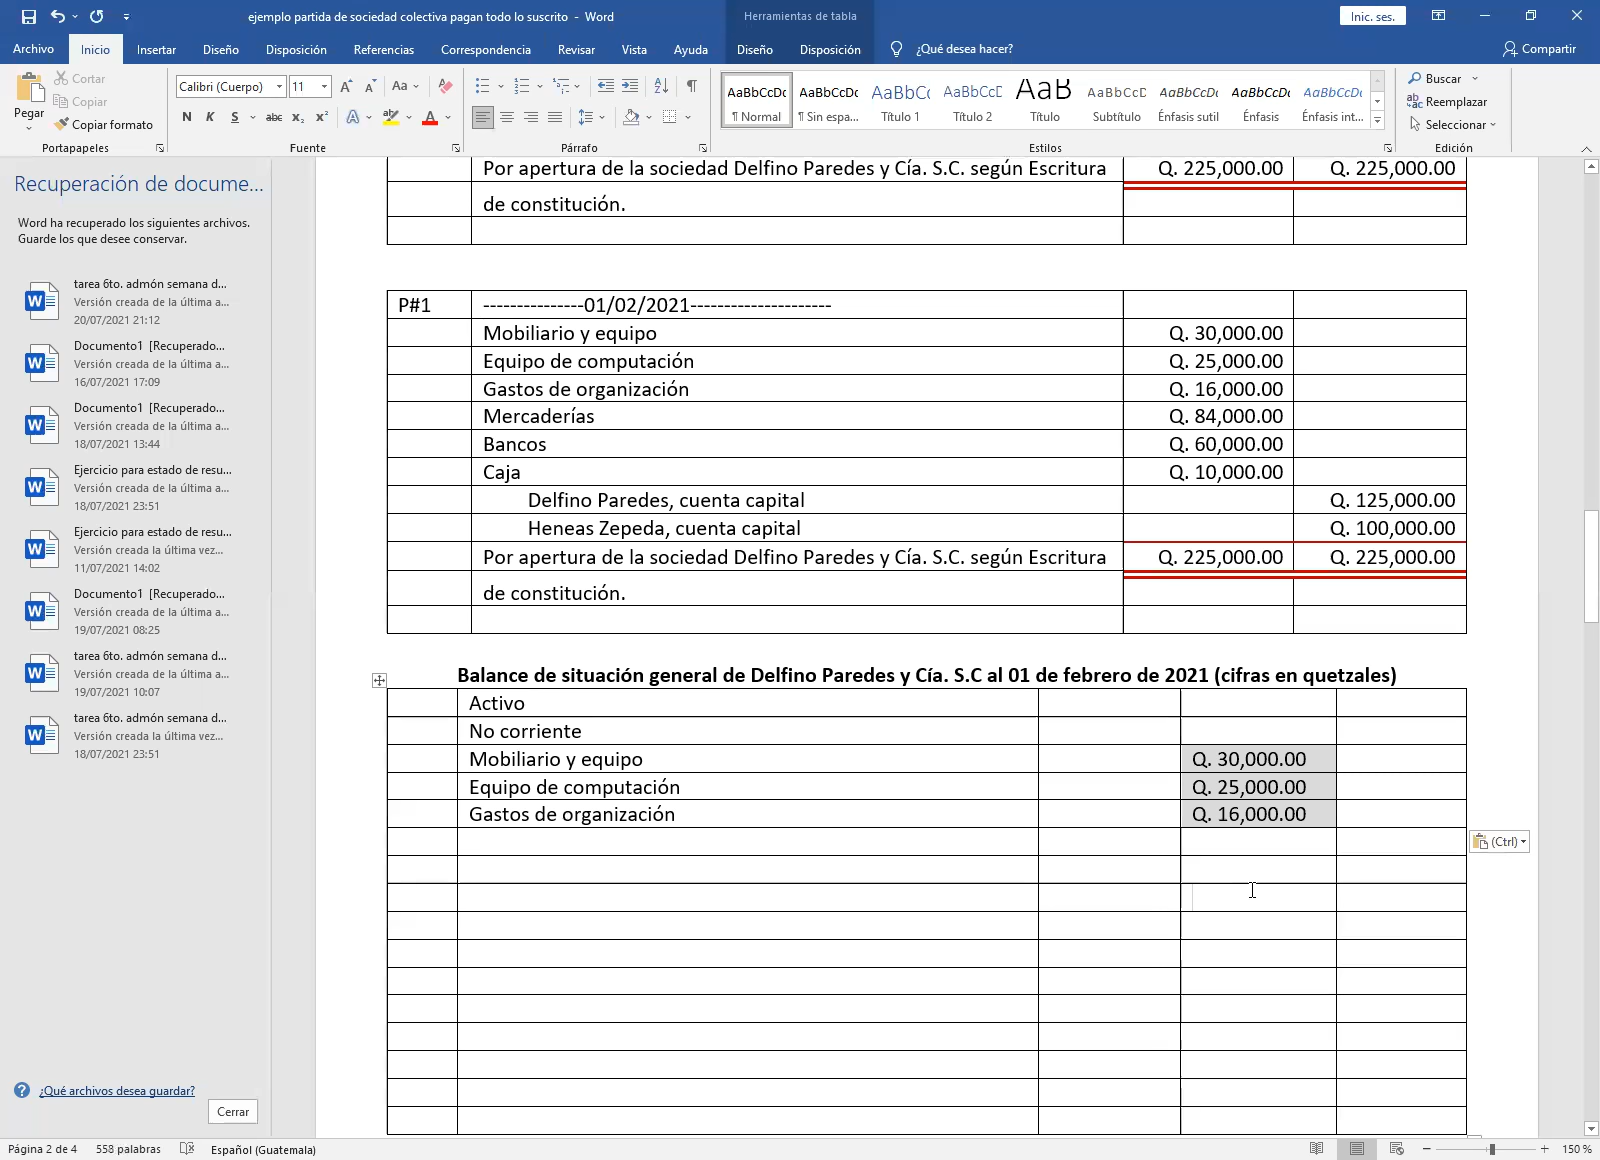 ejemplo partida de sociedad colectiva pagan todo lo suscrito - Word
Herramientas de tabla
Inic. ses.
Archivo Inicio Insertar Diseño Disposición Referencias Correspondencia Revisar Vista Ayuda Diseño Disposición ¿Qué desea hacer? Compartir
Pegar
Cortar
Copiar
Copiar formato
Portapapeles
Calibri (Cuerpo) 11
N K S abc x₂ x²
Fuente
Párrafo
AaBbCcDc ¶ Normal
AaBbCcDc ¶ Sin espa...
AaBbC( Título 1
AaBbCcD Título 2
AaB Título
AaBbCcD Subtítulo
AaBbCcDc Énfasis sutil
AaBbCcDc Énfasis
AaBbCcDc Énfasis int...
Estilos
Buscar
Reemplazar
Seleccionar
Edición
Recuperación de docume...
Word ha recuperado los siguientes archivos.
Guarde los que desee conservar.
tarea 6to. admón semana d...
Versión creada de la última a...
20/07/2021 21:12
Documento1 [Recuperado...
Versión creada de la última a...
16/07/2021 17:09
Documento1 [Recuperado...
Versión creada de la última a...
18/07/2021 13:44
Ejercicio para estado de resu...
Versión creada de la última a...
18/07/2021 23:51
Ejercicio para estado de resu...
Versión creada la última vez...
11/07/2021 14:02
Documento1 [Recuperado...
Versión creada de la última a...
19/07/2021 08:25
tarea 6to. admón semana d...
Versión creada de la última a...
19/07/2021 10:07
tarea 6to. admón semana d...
Versión creada la última vez...
18/07/2021 23:51
¿Qué archivos desea guardar?
Cerrar
Por apertura de la sociedad Delfino Paredes y Cía. S.C. según Escritura Q. 225,000.00 Q. 225,000.00
de constitución.
P#1 ---------------01/02/2021---------------------
Mobiliario y equipo Q. 30,000.00
Equipo de computación Q. 25,000.00
Gastos de organización Q. 16,000.00
Mercaderías Q. 84,000.00
Bancos Q. 60,000.00
Caja Q. 10,000.00
Delfino Paredes, cuenta capital Q. 125,000.00
Heneas Zepeda, cuenta capital Q. 100,000.00
Por apertura de la sociedad Delfino Paredes y Cía. S.C. según Escritura Q. 225,000.00 Q. 225,000.00
de constitución.
Balance de situación general de Delfino Paredes y Cía. S.C al 01 de febrero de 2021 (cifras en quetzales)
Activo
No corriente
Mobiliario y equipo Q. 30,000.00
Equipo de computación Q. 25,000.00
Gastos de organización Q. 16,000.00
(Ctrl)
Página 2 de 4 558 palabras Español (Guatemala) 150 %